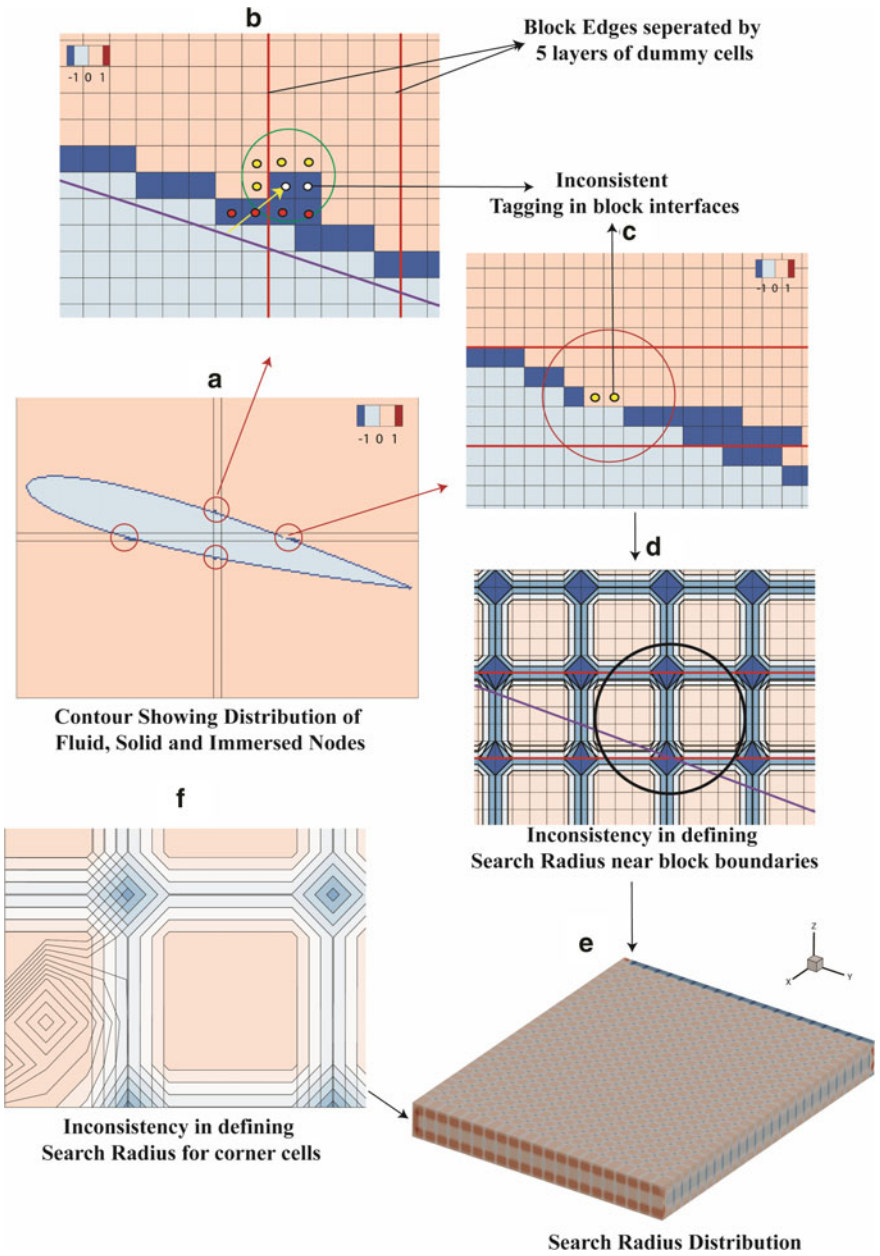 b
Block Edges seperated by
5 layers of dummy cells
-1 0 1
Inconsistent
Tagging in block interfaces
c
-1 0 1
a
-1 0 1
d
Contour Showing Distribution of
Fluid, Solid and Immersed Nodes
f
Inconsistency in defining
Search Radius near block boundaries
e
Z
X
Y
Inconsistency in defining
Search Radius for corner cells
Search Radius Distribution